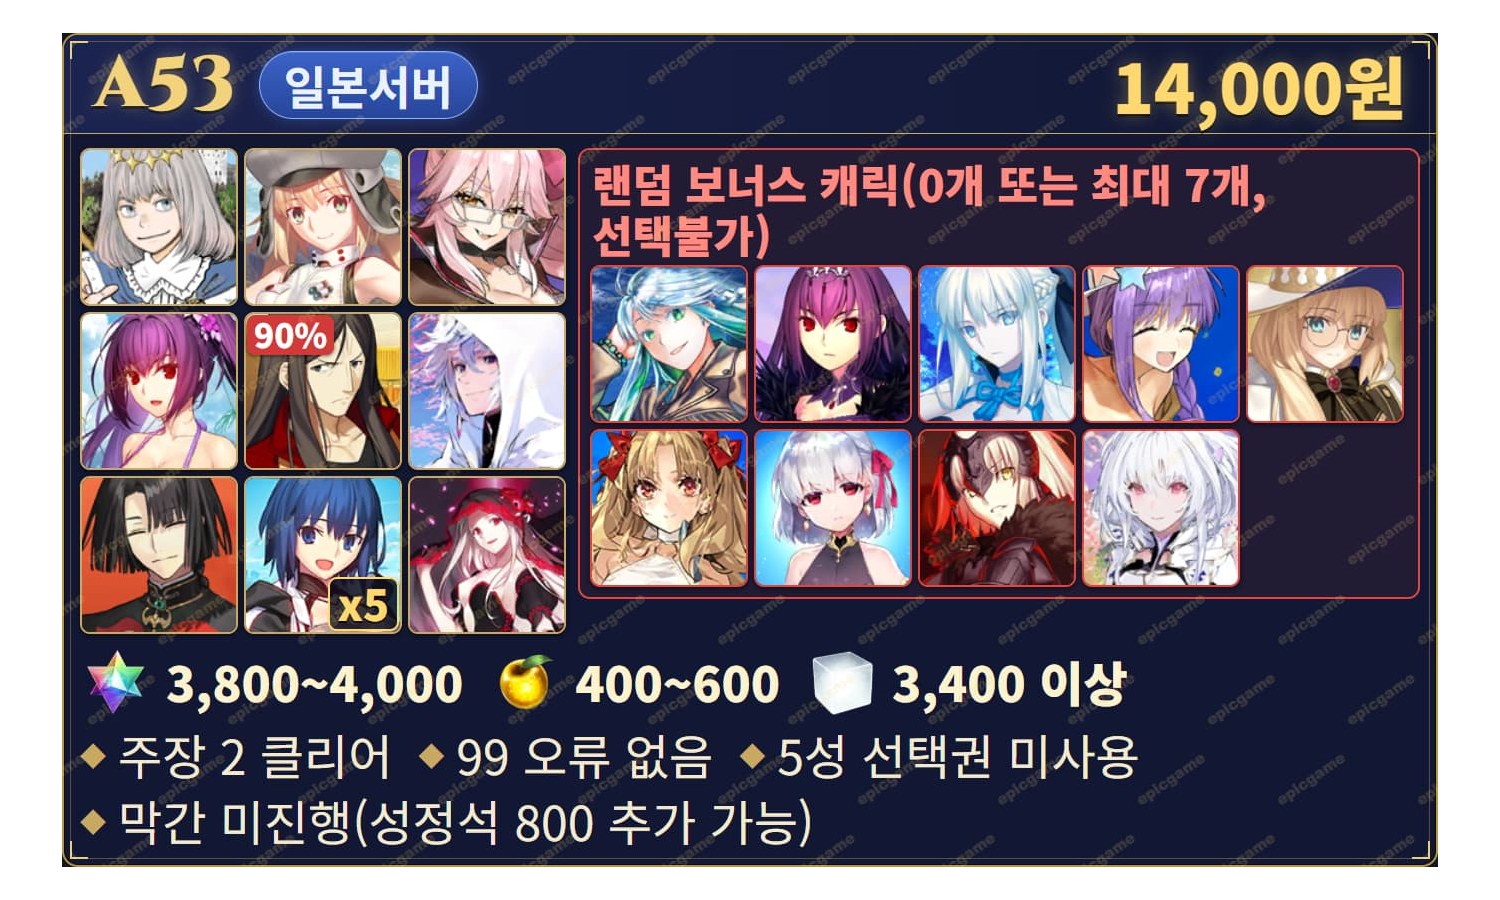 A53 일본서버 14,000원
랜덤 보너스 캐릭(0개 또는 최대 7개,
선택불가)
90%
x5
3,800~4,000 400~600 3,400 이상
◆ 주장 2 클리어 ◆ 99 오류 없음 ◆ 5성 선택권 미사용
◆ 막간 미진행(성정석 800 추가 가능)
epicgame